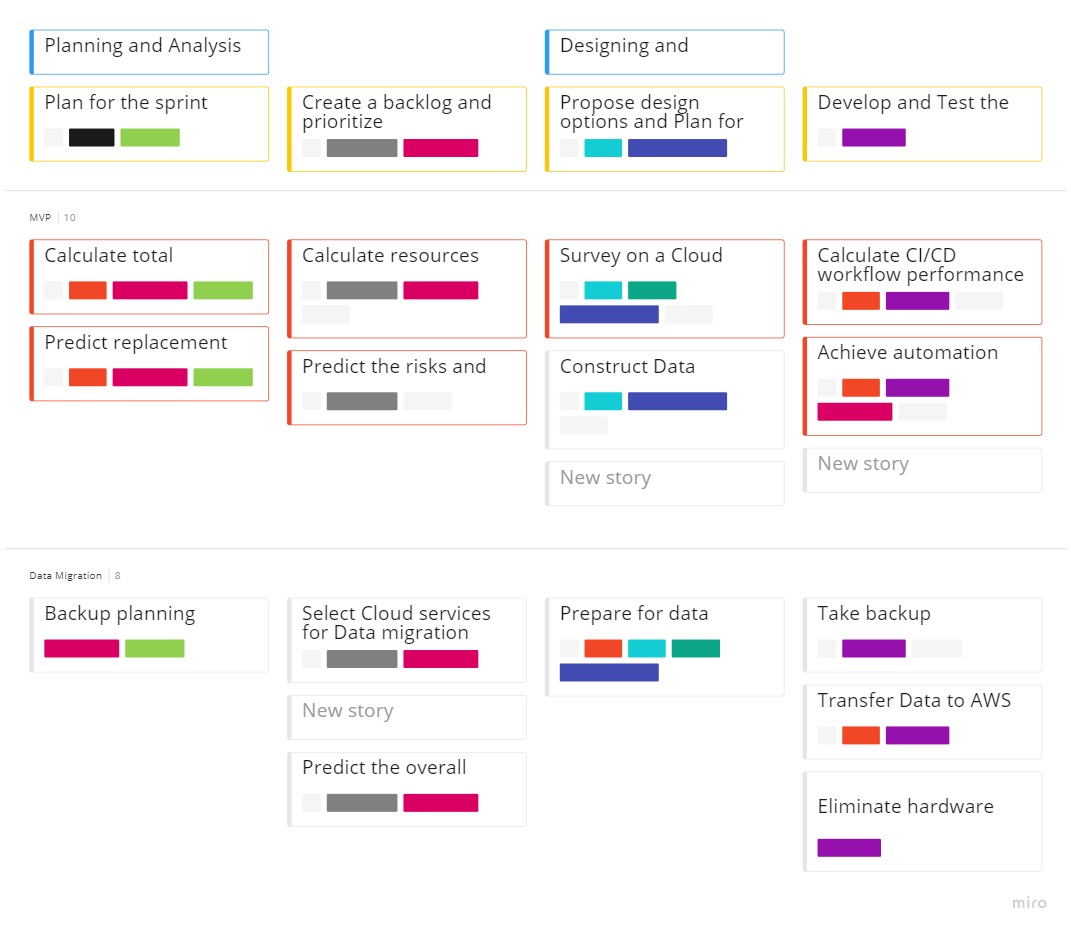 Planning and Analysis
Designing and
Plan for the sprint
Create a backlog and
prioritize
Propose design
options and Plan for
Develop and Test the
MVP | 10
Calculate total
Predict replacement
Calculate resources
Predict the risks and
Survey on a Cloud
Construct Data
New story
Calculate CI/CD
workflow performance
Achieve automation
New story
Data Migration | 8
Backup planning
Select Cloud services
for Data migration
New story
Predict the overall
Prepare for data
Take backup
Transfer Data to AWS
Eliminate hardware
miro